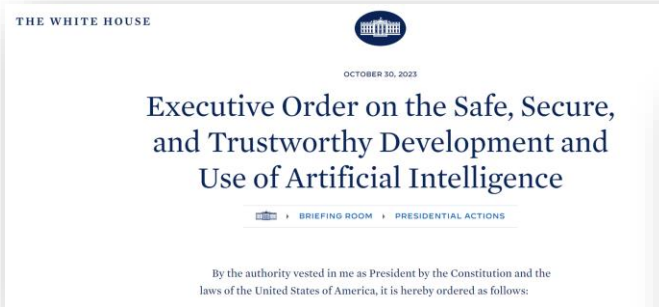 THE WHITE HOUSE
OCTOBER 30, 2023
Executive Order on the Safe, Secure,
and Trustworthy Development and
Use of Artificial Intelligence
BRIEFING ROOM PRESIDENTIAL ACTIONS
By the authority vested in me as President by the Constitution and the
laws of the United States of America, it is hereby ordered as follows: